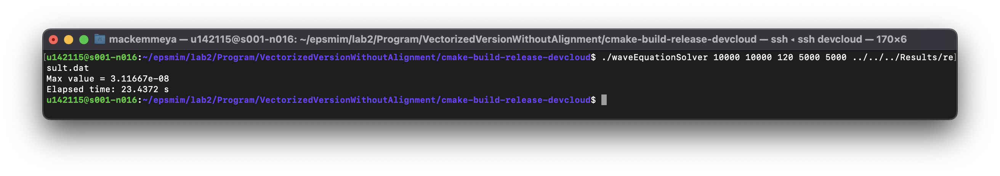 mackemmeya — u142115@s001-n016: ~/epsmim/lab2/Program/VectorizedVersionWithoutAlignment/cmake-build-release-devcloud — ssh ◂ ssh devcloud — 170×6
[u142115@s001-n016:~/epsmim/lab2/Program/VectorizedVersionWithoutAlignment/cmake-build-release-devcloud$ ./waveEquationSolver 10000 10000 120 5000 5000 ../../../Results/re]
sult.dat
Max value = 3.11667e-08
Elapsed time: 23.4372 s
u142115@s001-n016:~/epsmim/lab2/Program/VectorizedVersionWithoutAlignment/cmake-build-release-devcloud$